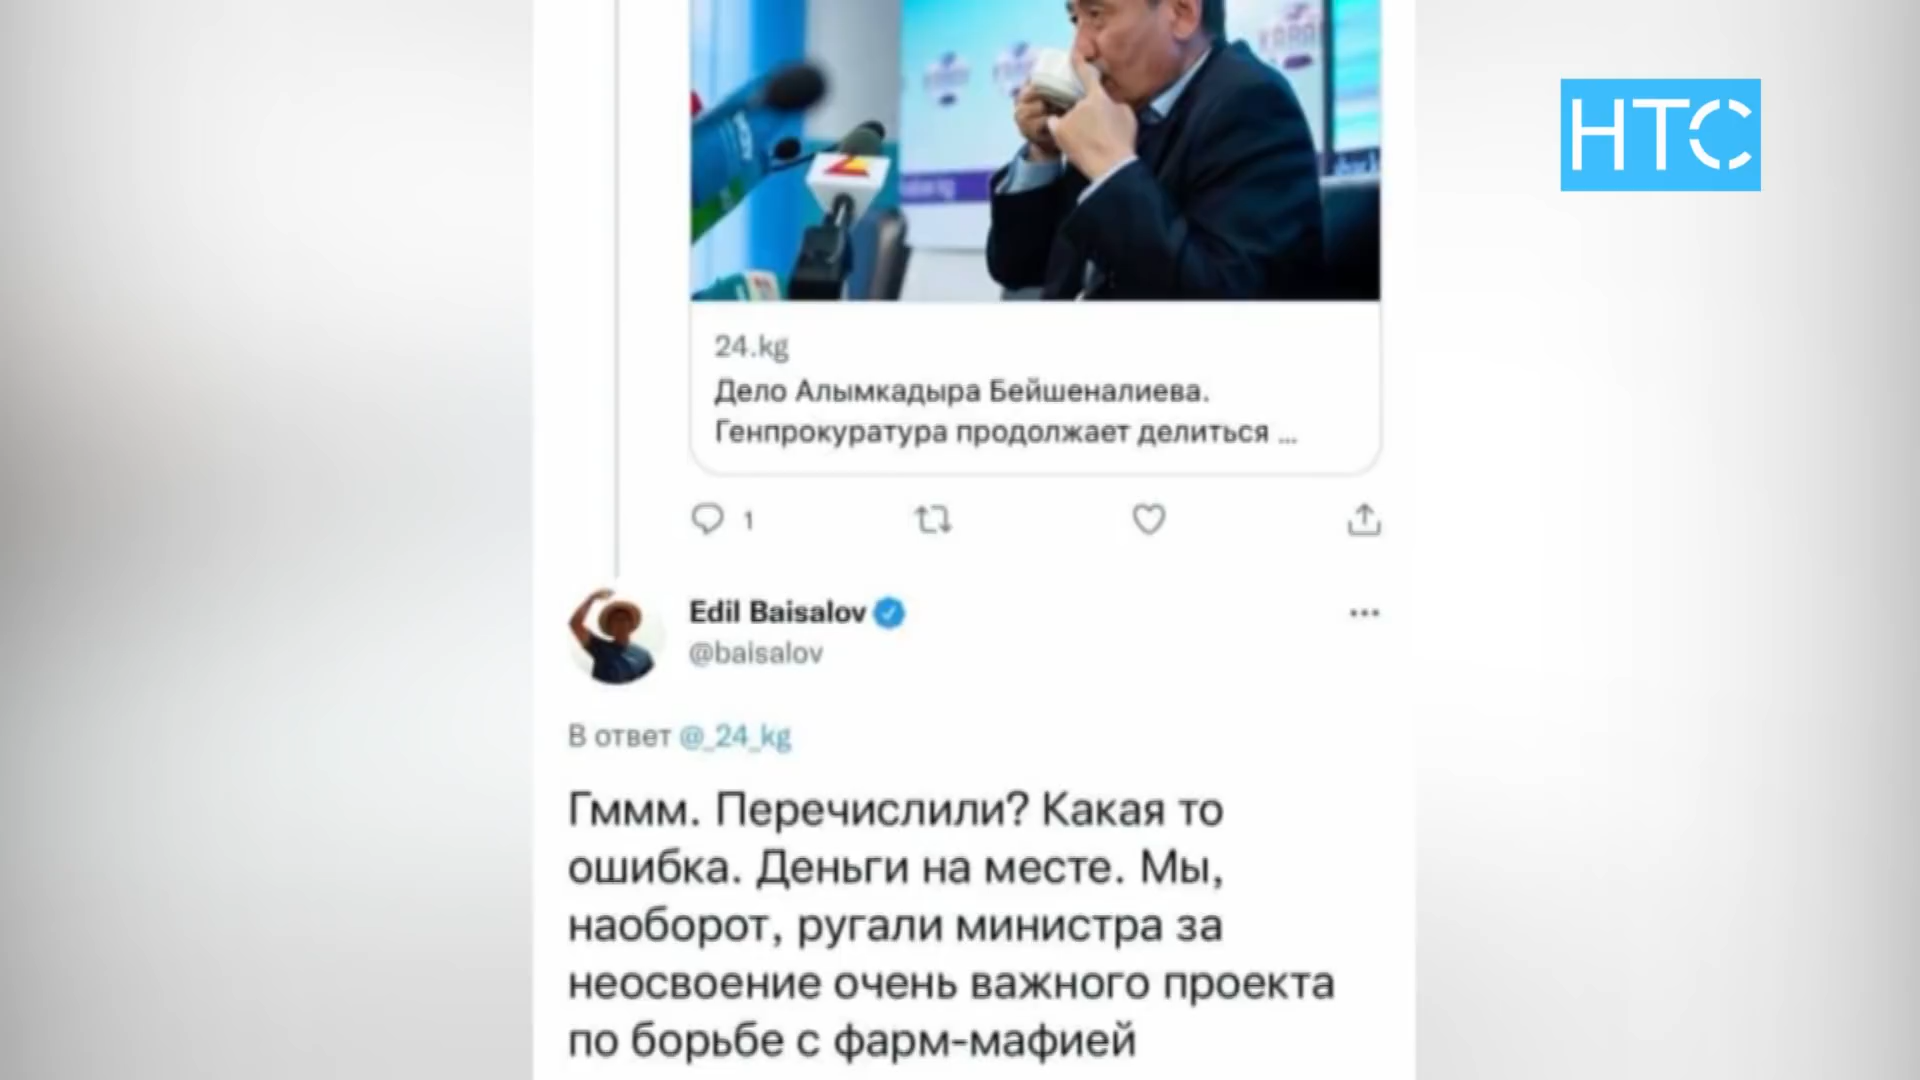 НТС
24.kg
Дело Алымкадыра Бейшеналиева.
Генпрокуратура продолжает делиться ...
1
Edil Baisalov
@baisalov
В ответ @_24_kg
Гммм. Перечислили? Какая то
ошибка. Деньги на месте. Мы,
наоборот, ругали министра за
неосвоение очень важного проекта
по борьбе с фарм-мафией